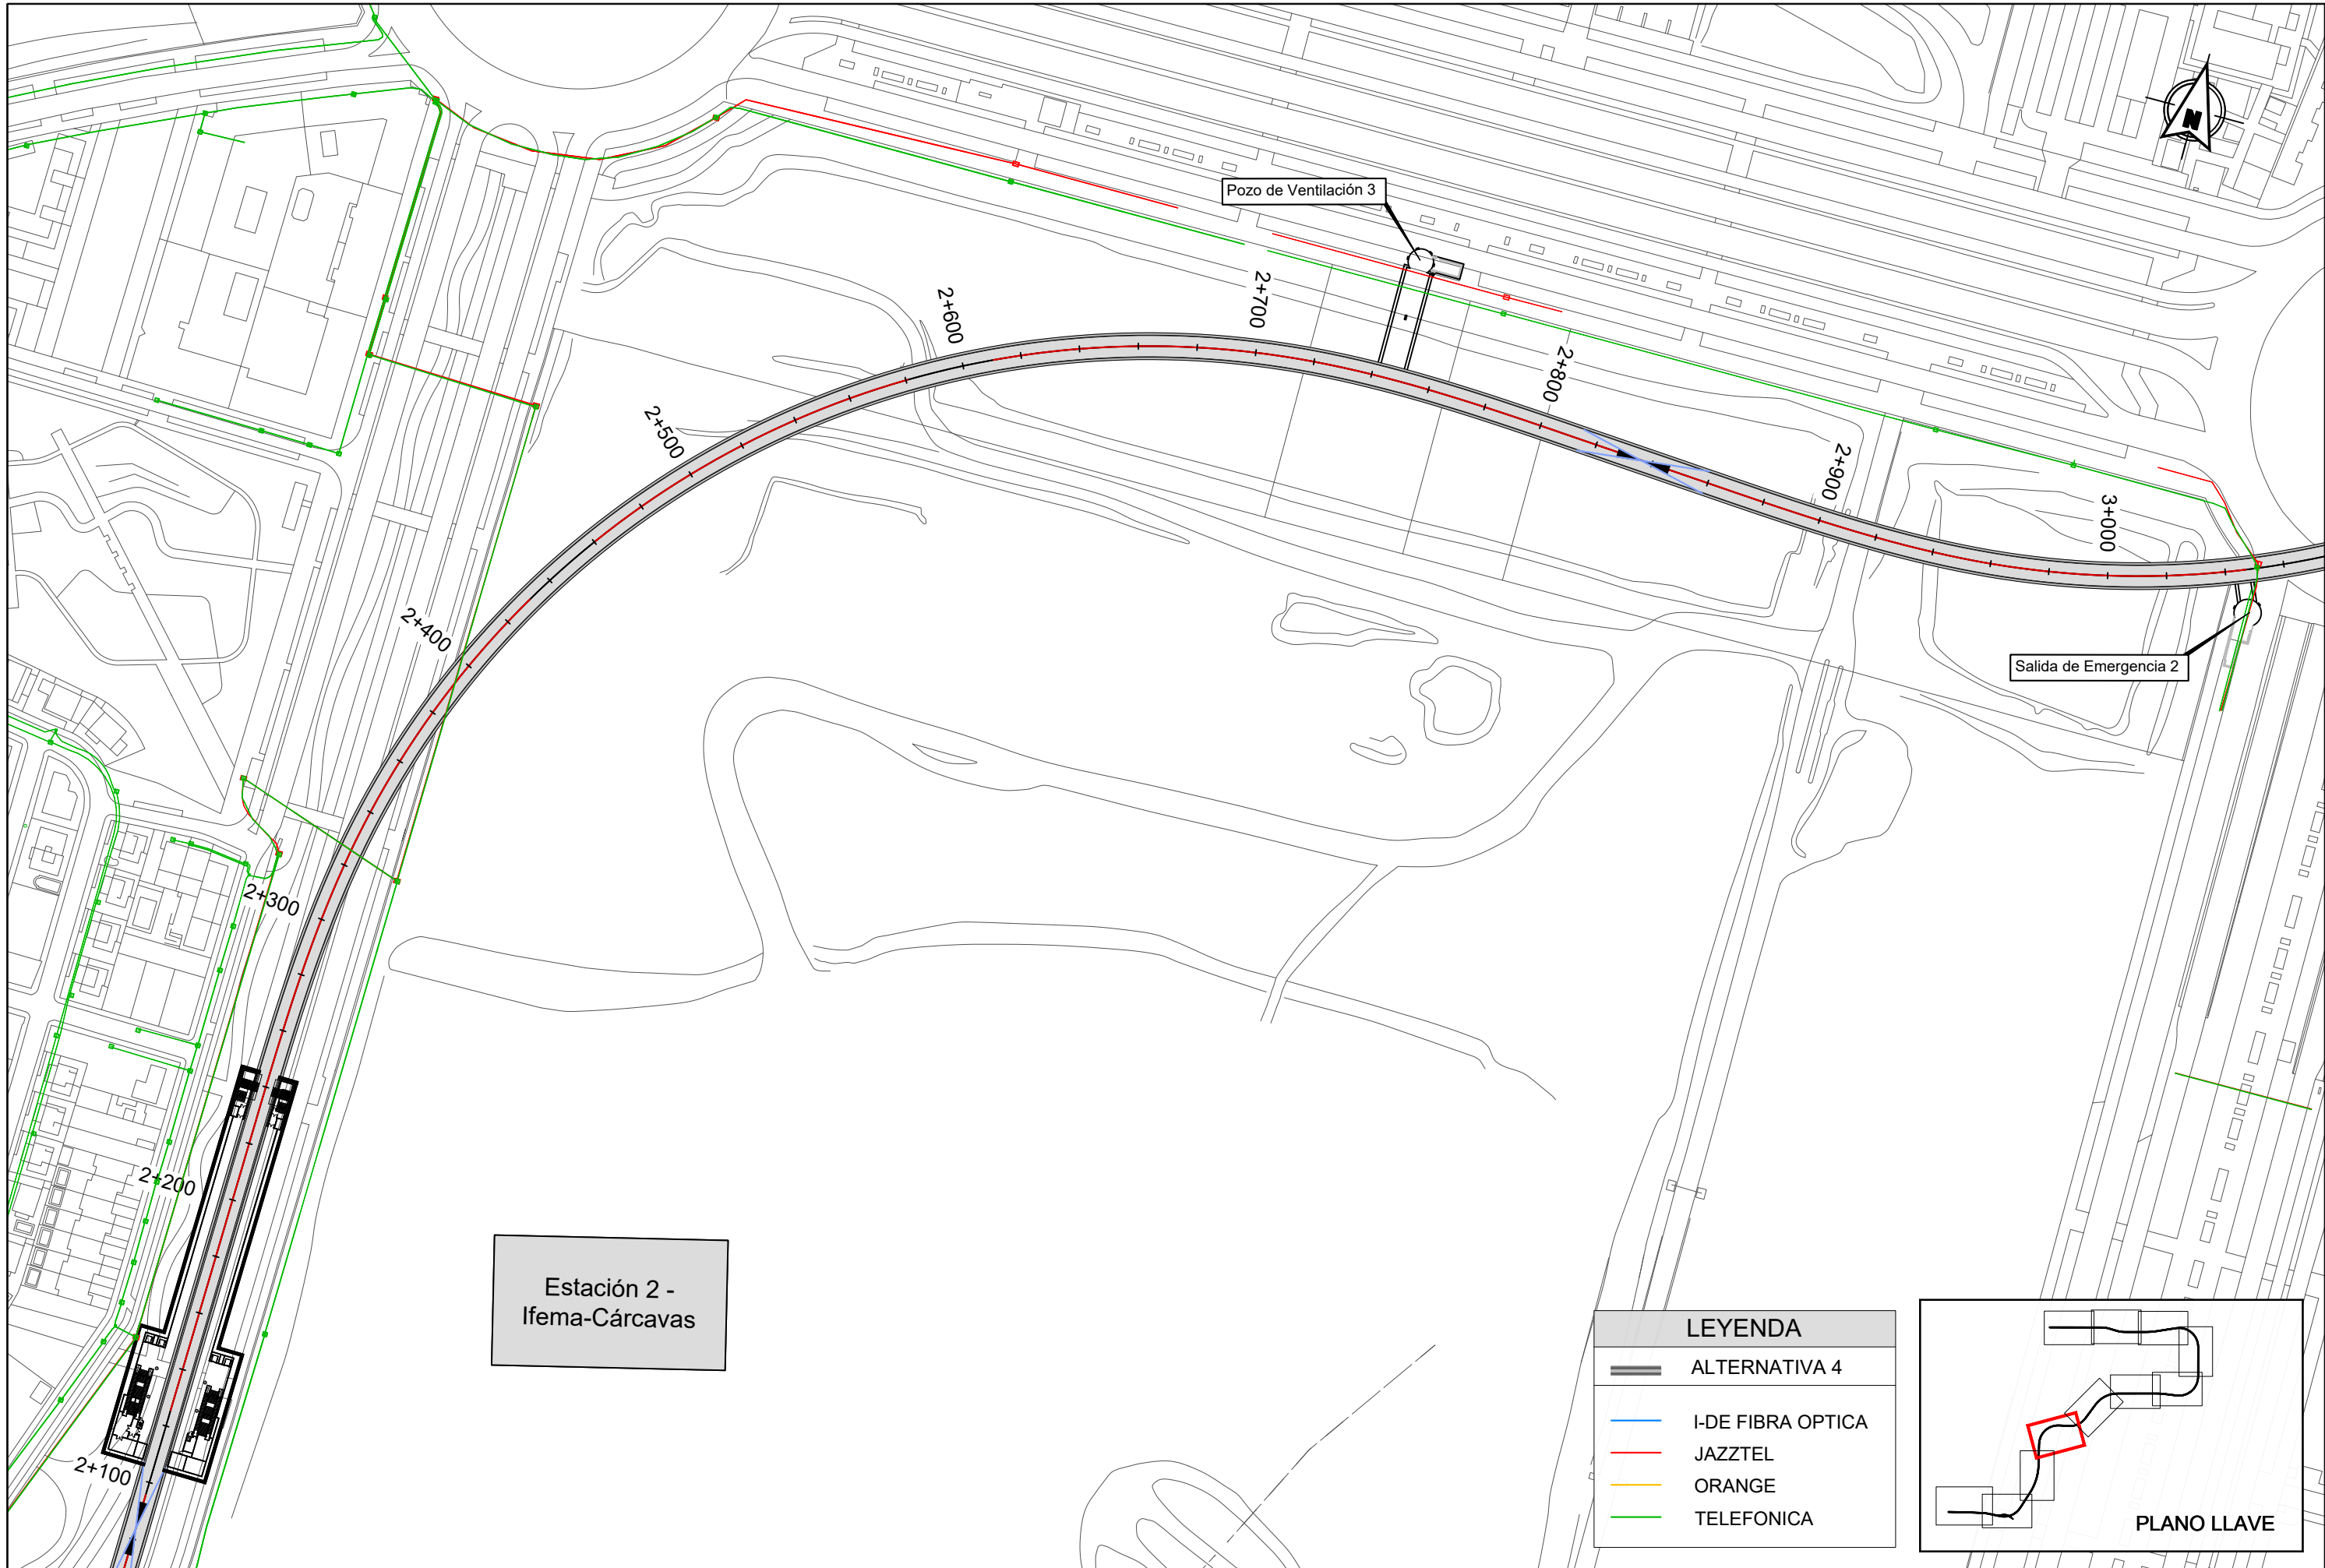 N
Pozo de Ventilación 3
2+600
2+700
2+800
2+500
2+900
3+000
2+400
Salida de Emergencia 2
2+300
2+200
Estación 2 -
Ifema-Cárcavas
2+100
LEYENDA
ALTERNATIVA 4
I-DE FIBRA OPTICA
JAZZTEL
ORANGE
TELEFONICA
PLANO LLAVE